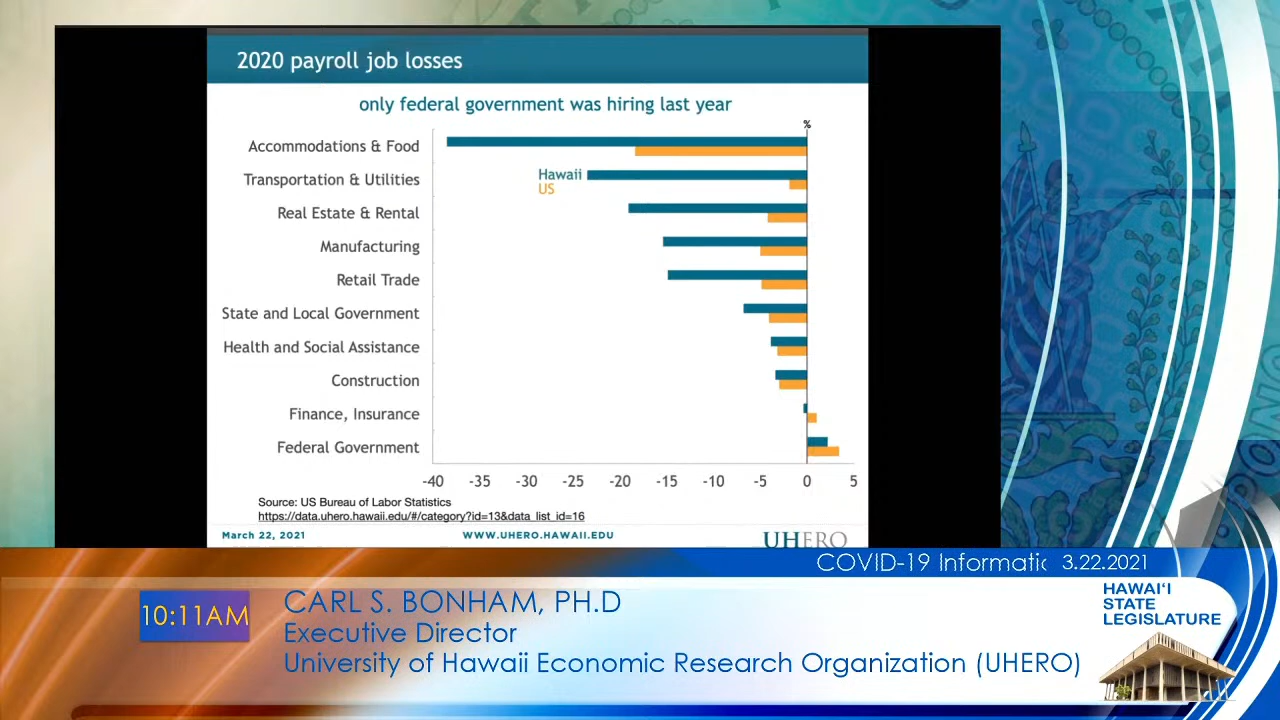 2020 payroll job losses
only federal government was hiring last year
%
Accommodations & Food
Transportation & Utilities
Hawaii
US
Real Estate & Rental
Manufacturing
Retail Trade
State and Local Government
Health and Social Assistance
Construction
Finance, Insurance
Federal Government
-40 -35 -30 -25 -20 -15 -10 -5 0 5
Source: US Bureau of Labor Statistics
https://data.uhero.hawaii.edu/#/category?id=13&data_list_id=16
March 22, 2021 WWW.UHERO.HAWAII.EDU UHERO
COVID-19 Informatic 3.22.2021
10:11AM
CARL S. BONHAM, PH.D
Executive Director
University of Hawaii Economic Research Organization (UHERO)
HAWAIʻI
STATE
LEGISLATURE